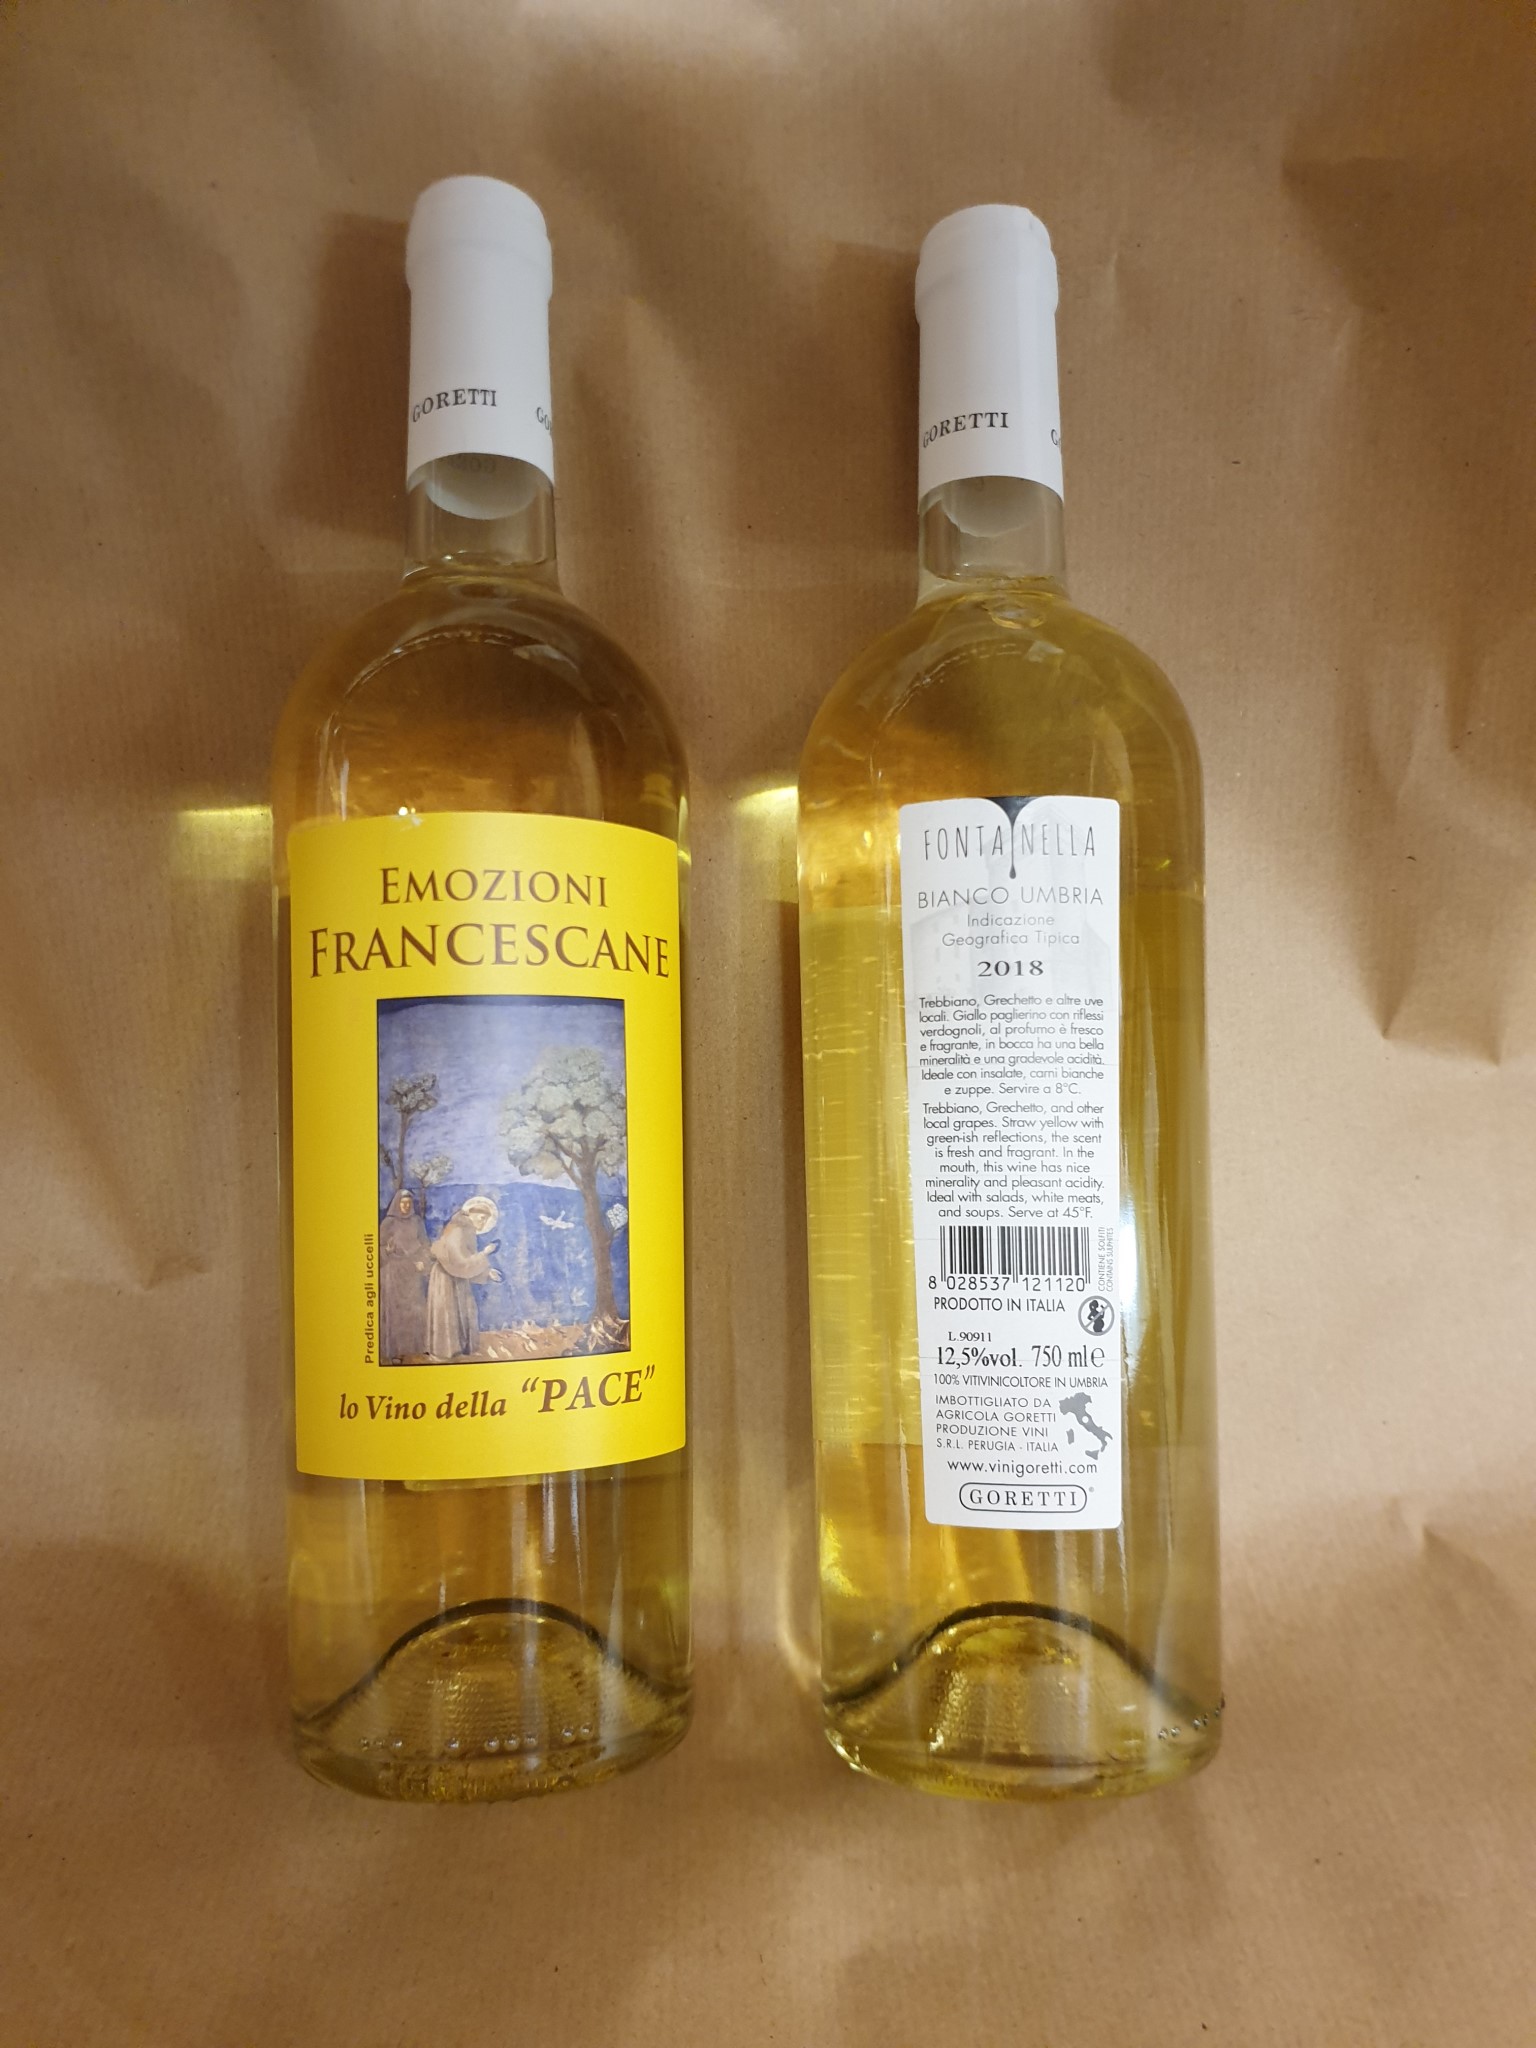 GORETTI
EMOZIONI
FRANCESCANE
Predica agli uccelli
lo Vino della "PACE"
GORETTI
FONTANELLA
BIANCO UMBRIA
Indicazione
Geografica Tipica
2018
Trebbiano, Grechetto e altre uve
locali. Giallo paglierino con riflessi
verdognoli, al profumo è fresco
e fragrante, in bocca ha una bella
mineralità e una gradevole acidità.
Ideale con insalate, carni bianche
e zuppe. Servire a 8°C.
Trebbiano, Grechetto, and other
local grapes. Straw yellow with
green-ish reflections, the scent
is fresh and fragrant. In the
mouth, this wine has nice
minerality and pleasant acidity.
Ideal with salads, white meats,
and soups. Serve at 45°F.
8 028537 121120
CONTIENE SOLFITI
CONTAINS SULPHITES
PRODOTTO IN ITALIA
L.90911
12,5%vol. 750 ml e
100% VITIVINICOLTORE IN UMBRIA
IMBOTTIGLIATO DA
AGRICOLA GORETTI
PRODUZIONE VINI
S.R.L. PERUGIA - ITALIA
www.vinigoretti.com
GORETTI®